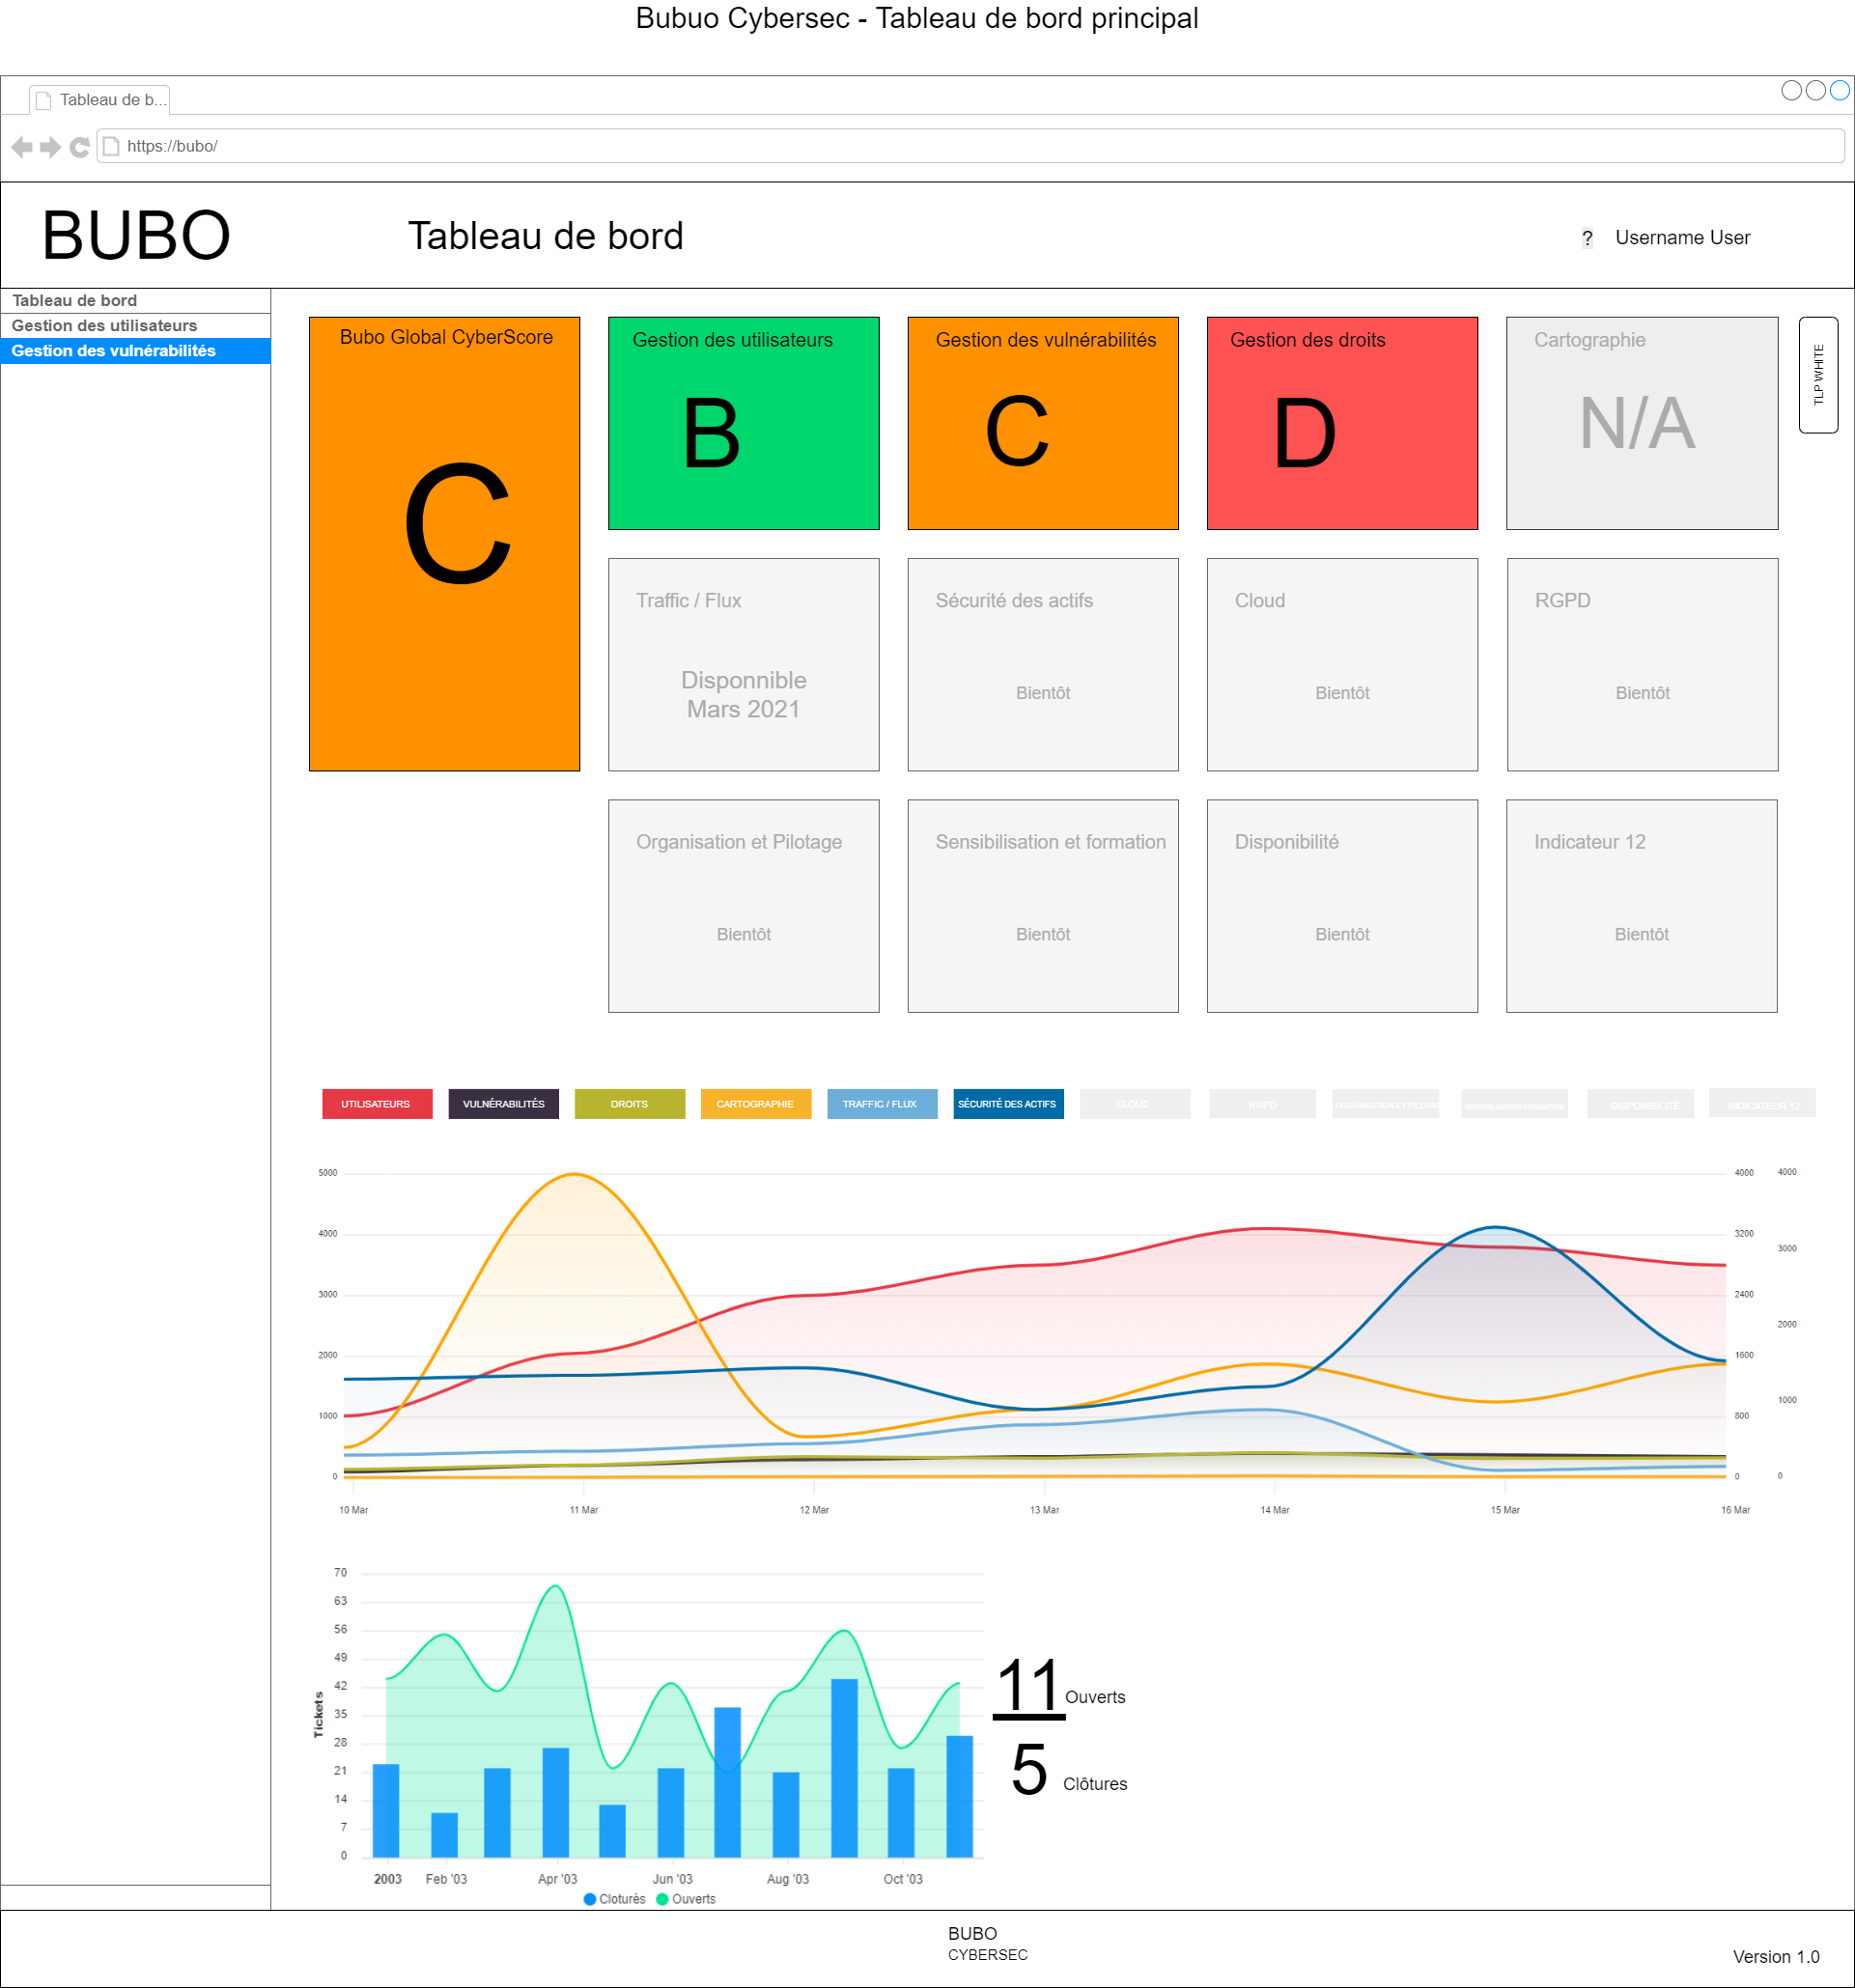 Bubuo Cybersec - Tableau de bord principal
Tableau de b...
https://bubo/
BUBO
Tableau de bord
?
Username User
Tableau de bord
Gestion des utilisateurs
Gestion des vulnérabilités
Bubo Global CyberScore
C
Gestion des utilisateurs
B
Gestion des vulnérabilités
C
Gestion des droits
D
Cartographie
N/A
TLP WHITE
Traffic / Flux
Disponnible
Mars 2021
Sécurité des actifs
Bientôt
Cloud
Bientôt
RGPD
Bientôt
Organisation et Pilotage
Bientôt
Sensibilisation et formation
Bientôt
Disponibilité
Bientôt
Indicateur 12
Bientôt
UTILISATEURS
VULNÉRABILITÉS
DROITS
CARTOGRAPHIE
TRAFFIC / FLUX
SÉCURITÉ DES ACTIFS
CLOUD
RGPD
ORGANISATION ET PILOTAG
SENSIBILISATION FORMATION
DISPONIBILITÉ
INDICATEUR 12
5000
4000
3000
2000
1000
0
4000
3200
2400
1600
800
0
4000
3000
2000
1000
0
10 Mar
11 Mar
12 Mar
13 Mar
14 Mar
15 Mar
16 Mar
Tickets
70
63
56
49
42
35
28
21
14
7
0
2003
Feb '03
Apr '03
Jun '03
Aug '03
Oct '03
Cloturés
Ouverts
11
Ouverts
5
Clôtures
BUBO
CYBERSEC
Version 1.0